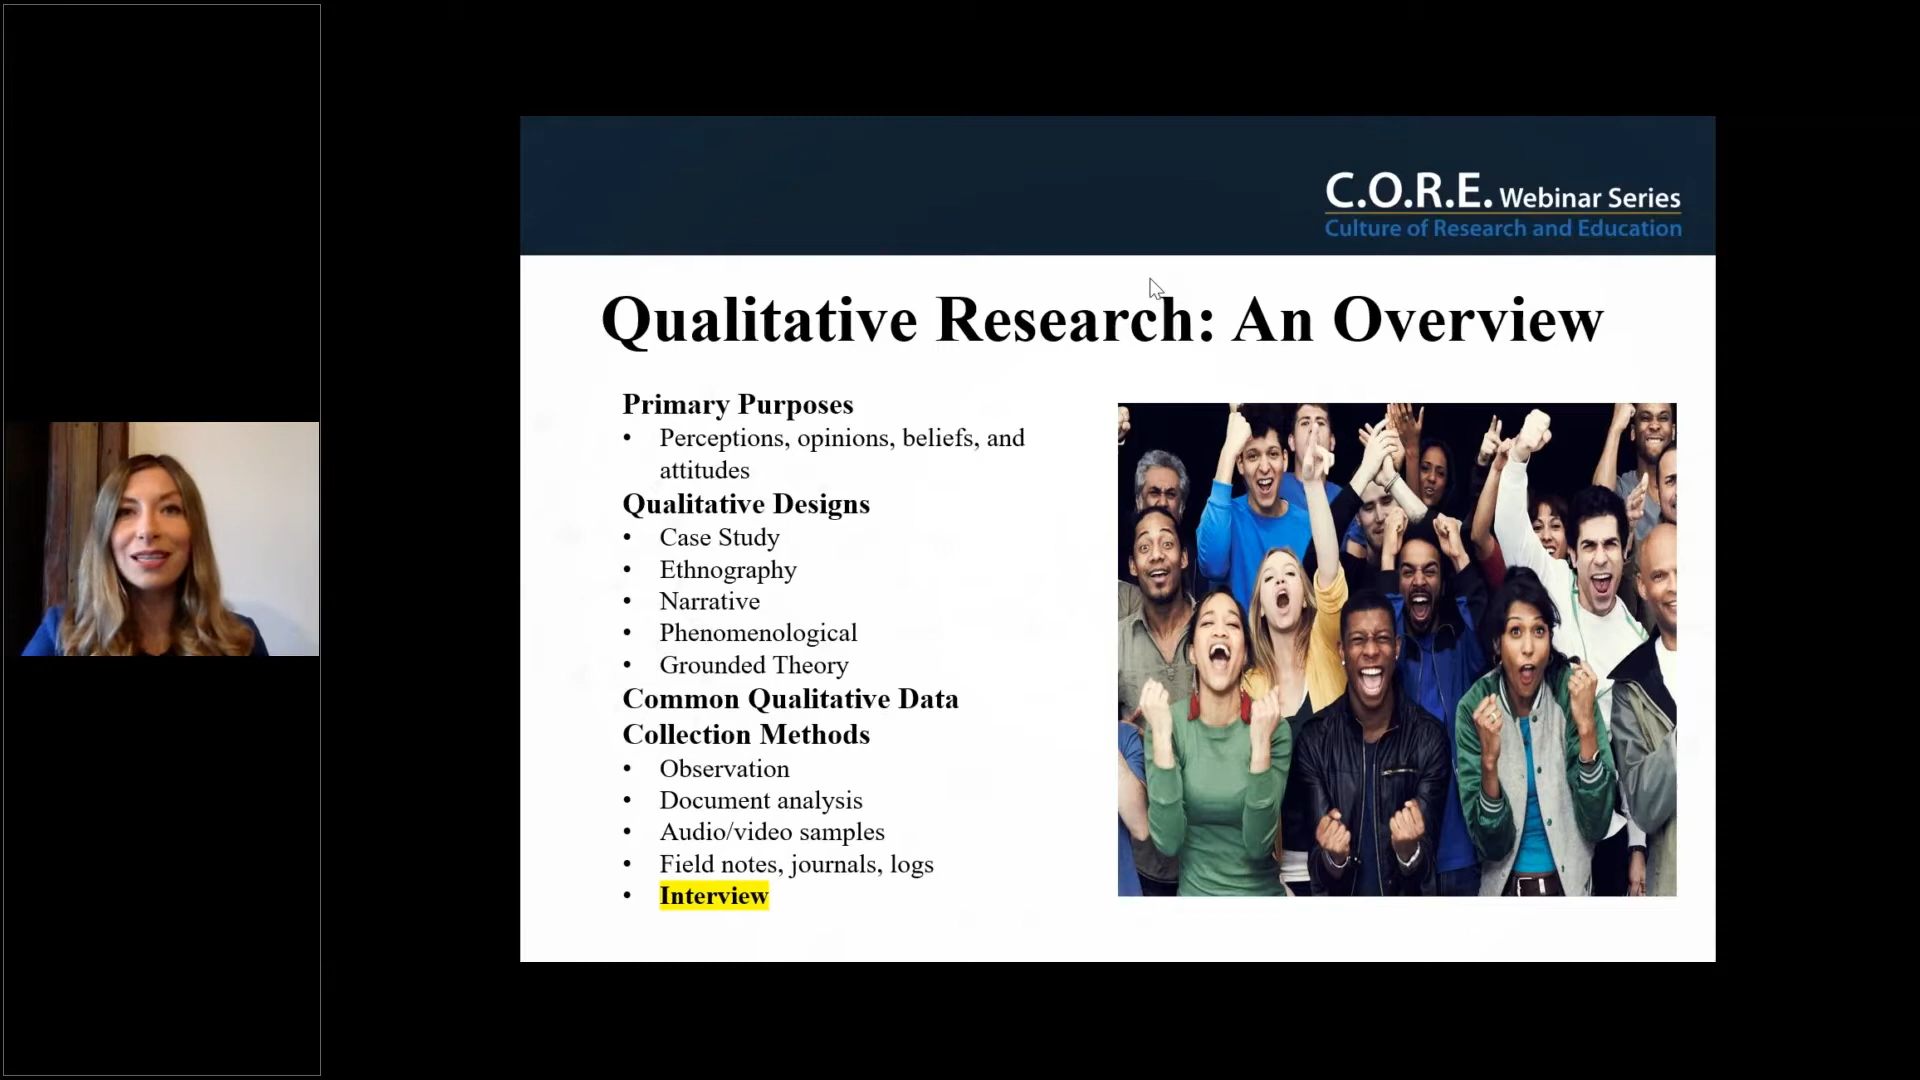 C.O.R.E. Webinar Series
Culture of Research and Education
Qualitative Research: An Overview
Primary Purposes
• Perceptions, opinions, beliefs, and
attitudes
Qualitative Designs
• Case Study
• Ethnography
• Narrative
• Phenomenological
• Grounded Theory
Common Qualitative Data
Collection Methods
• Observation
• Document analysis
• Audio/video samples
• Field notes, journals, logs
• Interview